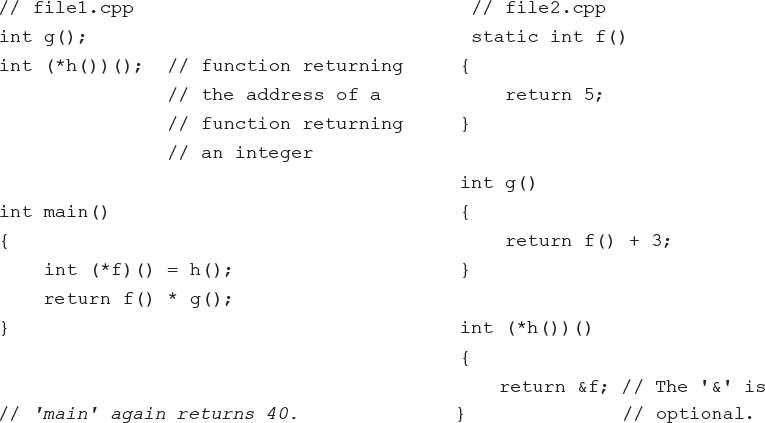 // file1.cpp
int g();
int (*h())();  // function returning
// the address of a
// function returning
// an integer
int main()
{
    int (*f)() = h();
    return f() * g();
}
// 'main' again returns 40.
// file2.cpp
static int f()
{
    return 5;
}
int g()
{
    return f() + 3;
}
int (*h())()
{
    return &f; // The '&' is
}              // optional.